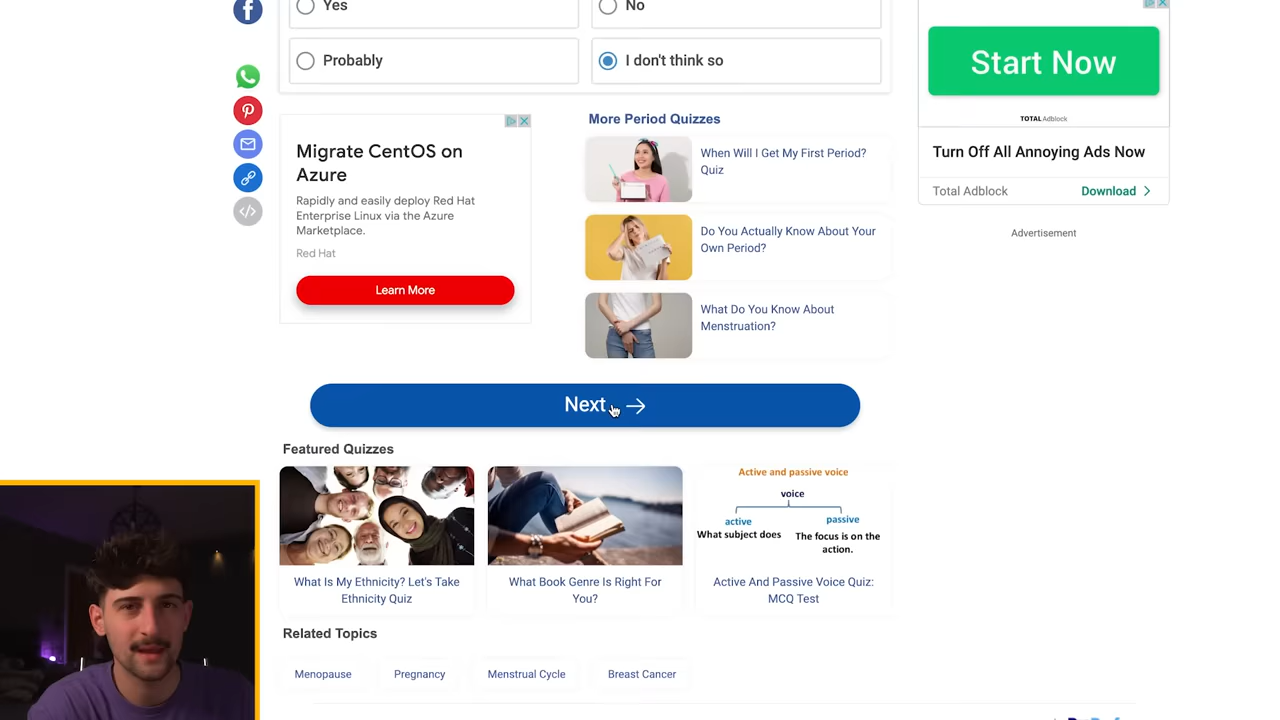 Yes
No
Probably
I don't think so
Migrate CentOS on
Azure
Rapidly and easily deploy Red Hat
Enterprise Linux via the Azure
Marketplace.
Red Hat
Learn More
More Period Quizzes
When Will I Get My First Period?
Quiz
Do You Actually Know About Your
Own Period?
What Do You Know About
Menstruation?
Start Now
TOTAL Adblock
Turn Off All Annoying Ads Now
Total Adblock
Download
Advertisement
Next
Featured Quizzes
What Is My Ethnicity? Let's Take
Ethnicity Quiz
What Book Genre Is Right For
You?
Active and passive voice
voice
active
passive
What subject does
The focus is on the
action.
Active And Passive Voice Quiz:
MCQ Test
Related Topics
Menopause
Pregnancy
Menstrual Cycle
Breast Cancer